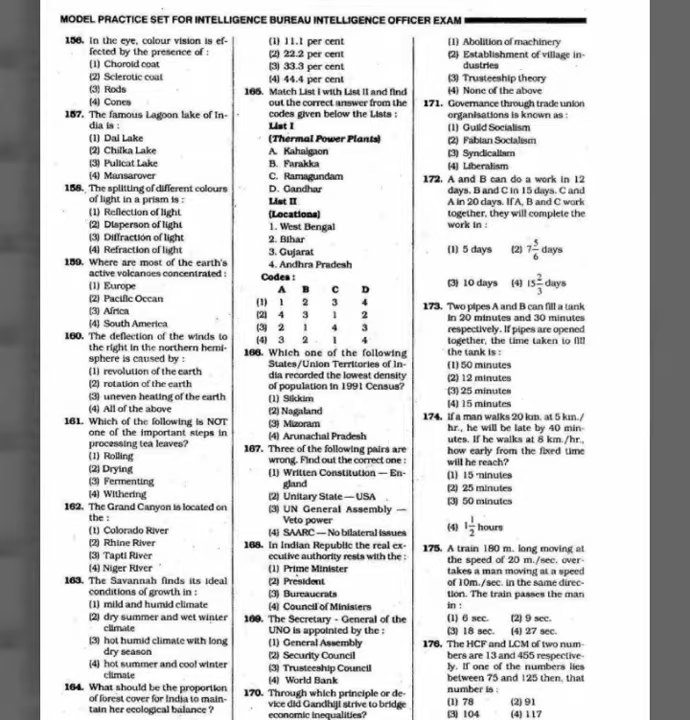 MODEL PRACTICE SET FOR INTELLIGENCE BUREAU INTELLIGENCE OFFICER EXAM
156. In the eye, colour vision is ef-
fected by the presence of :
(1) Choroid coat
(2) Sclerotic coat
(3) Rods
(4) Cones
157. The famous Lagoon lake of In-
dia is :
(1) Dal Lake
(2) Chilka Lake
(3) Pulicat Lake
(4) Mansarover
158. The splitting of different colours
of light in a prism is :
(1) Reflection of light
(2) Dispersion of light
(3) Diffraction of light
(4) Refraction of light
159. Where are most of the earth's
active volcanoes concentrated :
(1) Europe
(2) Pacific Ocean
(3) Africa
(4) South America
160. The deflection of the winds to
the right in the northern hemi-
sphere is caused by :
(1) revolution of the earth
(2) rotation of the earth
(3) uneven heating of the earth
(4) All of the above
161. Which of the following is NOT
one of the important steps in
processing tea leaves?
(1) Rolling
(2) Drying
(3) Fermenting
(4) Withering
162. The Grand Canyon is located on
the :
(1) Colorado River
(2) Rhine River
(3) Tapti River
(4) Niger River
163. The Savannah finds its ideal
conditions of growth in :
(1) mild and humid climate
(2) dry summer and wet winter
climate
(3) hot humid climate with long
dry season
(4) hot summer and cool winter
climate
164. What should be the proportion
of forest cover for India to main-
tain her ecological balance ?
(1) 11.1 per cent
(2) 22.2 per cent
(3) 33.3 per cent
(4) 44.4 per cent
165. Match List I with List II and find
out the correct answer from the
codes given below the Lists :
List I
(Thermal Power Plants)
A. Kahalgaon
B. Farakka
C. Ramagundam
D. Gandhar
List II
(Locations)
1. West Bengal
2. Bihar
3. Gujarat
4. Andhra Pradesh
Codes :
A B C D
(1) 1 2 3 4
(2) 4 3 1 2
(3) 2 1 4 3
(4) 3 2 1 4
166. Which one of the following
States/Union Territories of In-
dia recorded the lowest density
of population in 1991 Census?
(1) Sikkim
(2) Nagaland
(3) Mizoram
(4) Arunachal Pradesh
167. Three of the following pairs are
wrong. Find out the correct one :
(1) Written Constitution — En-
gland
(2) Unitary State — USA
(3) UN General Assembly —
Veto power
(4) SAARC — No bilateral issues
168. In Indian Republic the real ex-
ecutive authority rests with the :
(1) Prime Minister
(2) President
(3) Bureaucrats
(4) Council of Ministers
169. The Secretary - General of the
UNO is appointed by the :
(1) General Assembly
(2) Security Council
(3) Trusteeship Council
(4) World Bank
170. Through which principle or de-
vice did Gandhiji strive to bridge
economic inequalities?
(1) Abolition of machinery
(2) Establishment of village in-
dustries
(3) Trusteeship theory
(4) None of the above
171. Governance through trade union
organisations is known as :
(1) Guild Socialism
(2) Fabian Socialism
(3) Syndicalism
(4) Liberalism
172. A and B can do a work in 12
days, B and C in 15 days, C and
A in 20 days. If A, B and C work
together, they will complete the
work in :
(1) 5 days (2) 7 5/6 days
(3) 10 days (4) 15 2/3 days
173. Two pipes A and B can fill a tank
in 20 minutes and 30 minutes
respectively. If pipes are opened
together, the time taken to fill
the tank is :
(1) 50 minutes
(2) 12 minutes
(3) 25 minutes
(4) 15 minutes
174. If a man walks 20 km. at 5 km./
hr., he will be late by 40 min-
utes. If he walks at 8 km./hr.,
how early from the fixed time
will he reach?
(1) 15 minutes
(2) 25 minutes
(3) 50 minutes
(4) 1 1/2 hours
175. A train 180 m. long moving at
the speed of 20 m./sec. over-
takes a man moving at a speed
of 10m./sec. in the same direc-
tion. The train passes the man
in :
(1) 6 sec. (2) 9 sec.
(3) 18 sec. (4) 27 sec.
176. The HCF and LCM of two num-
bers are 13 and 455 respective-
ly. If one of the numbers lies
between 75 and 125 then, that
number is :
(1) 78 (2) 91
(3) 104 (4) 117